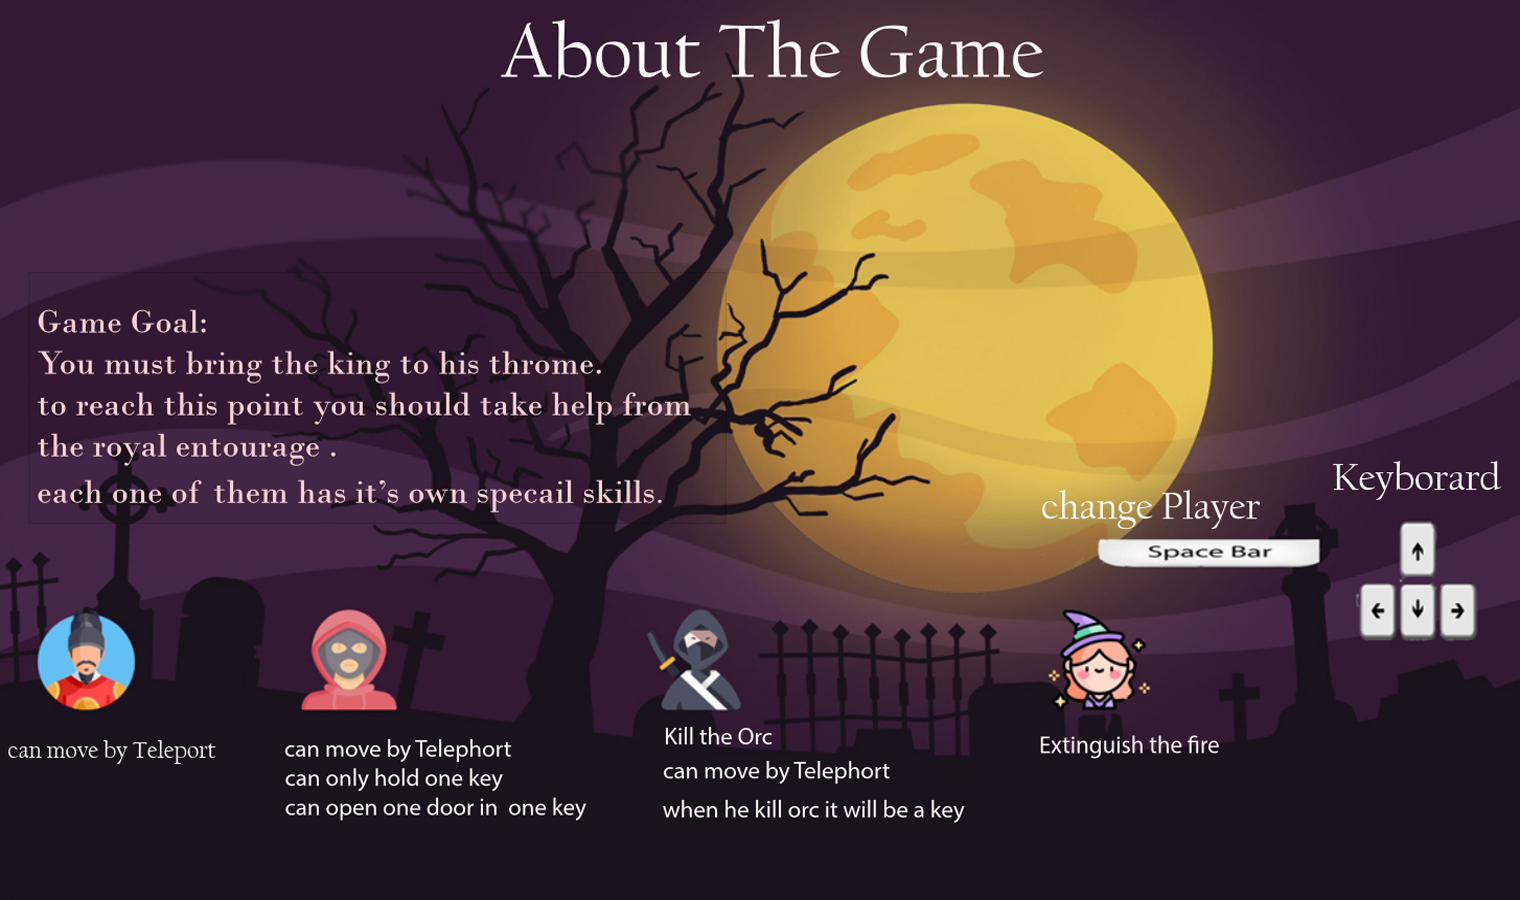 About The Game
Game Goal:
You must bring the king to his throme.
to reach this point you should take help from
the royal entourage .
each one of them has it's own specail skills.
change Player
Space Bar
Keyborard
can move by Teleport
can move by Telephort
can only hold one key
can open one door in one key
Kill the Orc
can move by Telephort
when he kill orc it will be a key
Extinguish the fire